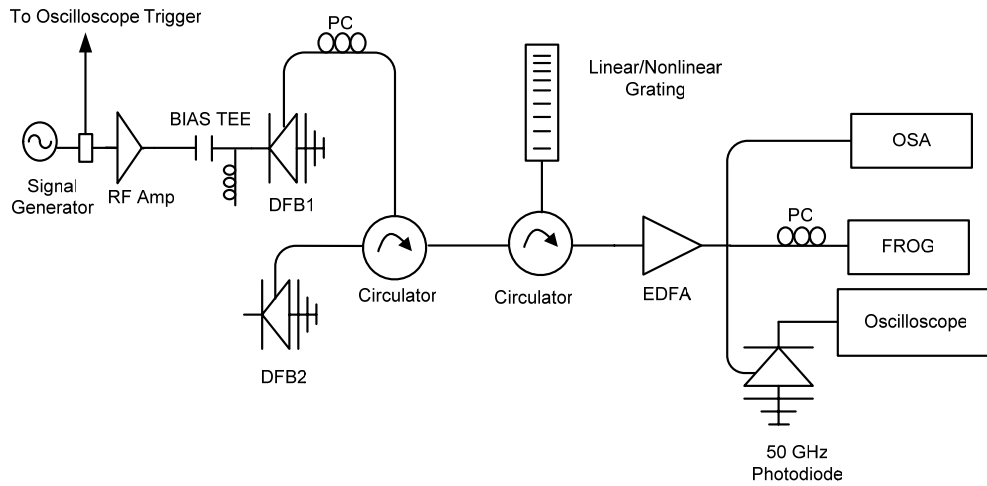 To Oscilloscope Trigger
PC
Linear/Nonlinear
Grating
BIAS TEE
OSA
Signal
Generator
RF Amp
DFB1
PC
FROG
Circulator
Circulator
EDFA
Oscilloscope
DFB2
50 GHz
Photodiode